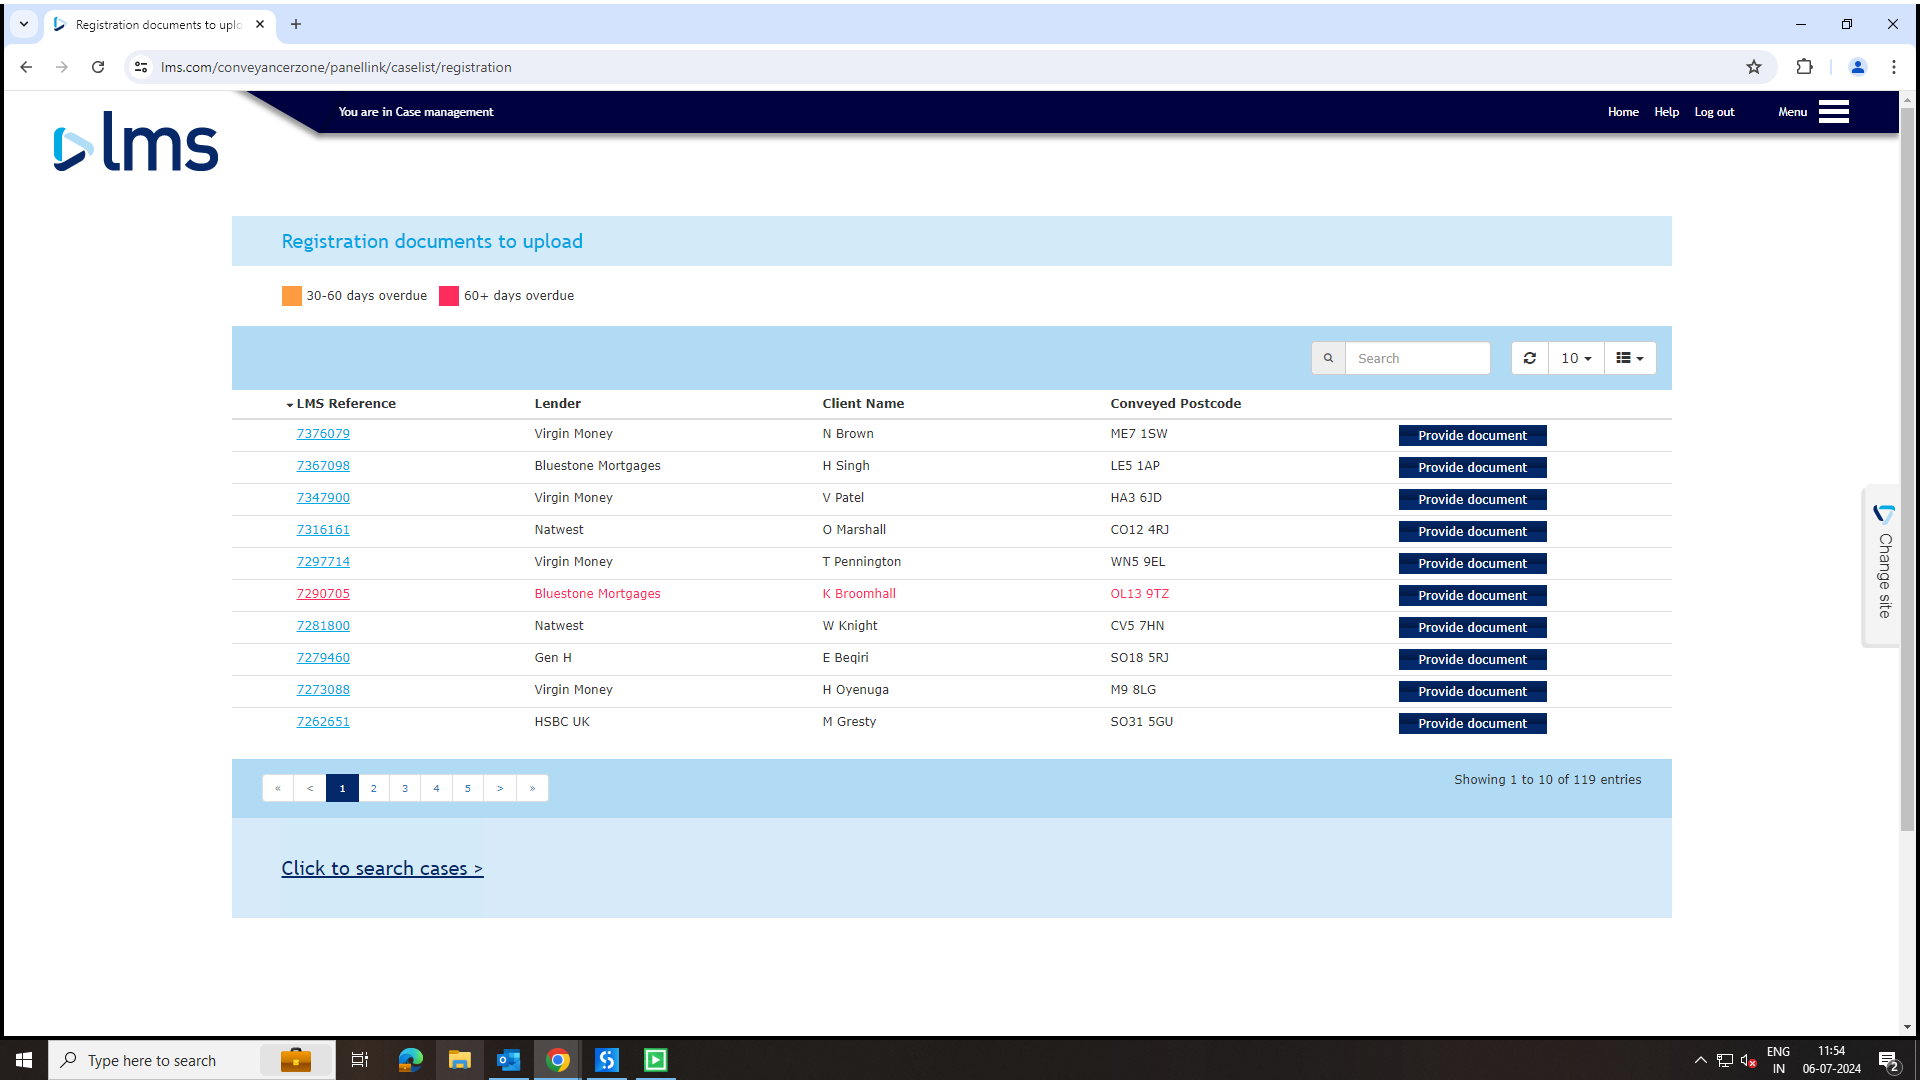 Registration documents to uplo
lms.com/conveyancerzone/panellink/caselist/registration
You are in Case management
Home Help Log out Menu
lms
Registration documents to upload
30-60 days overdue 60+ days overdue
Search 10
LMS Reference Lender Client Name Conveyed Postcode
7376079 Virgin Money N Brown ME7 1SW Provide document
7367098 Bluestone Mortgages H Singh LE5 1AP Provide document
7347900 Virgin Money V Patel HA3 6JD Provide document
7316161 Natwest O Marshall CO12 4RJ Provide document
7297714 Virgin Money T Pennington WN5 9EL Provide document
7290705 Bluestone Mortgages K Broomhall OL13 9TZ Provide document
7281800 Natwest W Knight CV5 7HN Provide document
7279460 Gen H E Beqiri SO18 5RJ Provide document
7273088 Virgin Money H Oyenuga M9 8LG Provide document
7262651 HSBC UK M Gresty SO31 5GU Provide document
Change site
« < 1 2 3 4 5 > »
Showing 1 to 10 of 119 entries
Click to search cases >
Type here to search
ENG
IN
11:54
06-07-2024
2